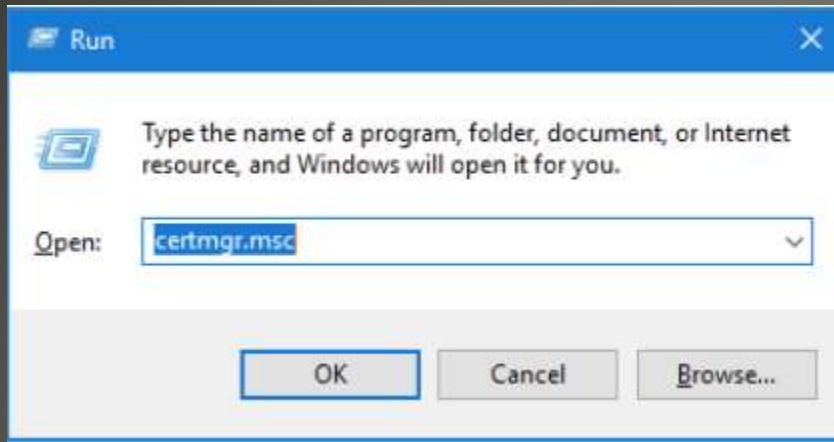 Run
Type the name of a program, folder, document, or Internet
resource, and Windows will open it for you.
Open: certmgr.msc
OK Cancel Browse...